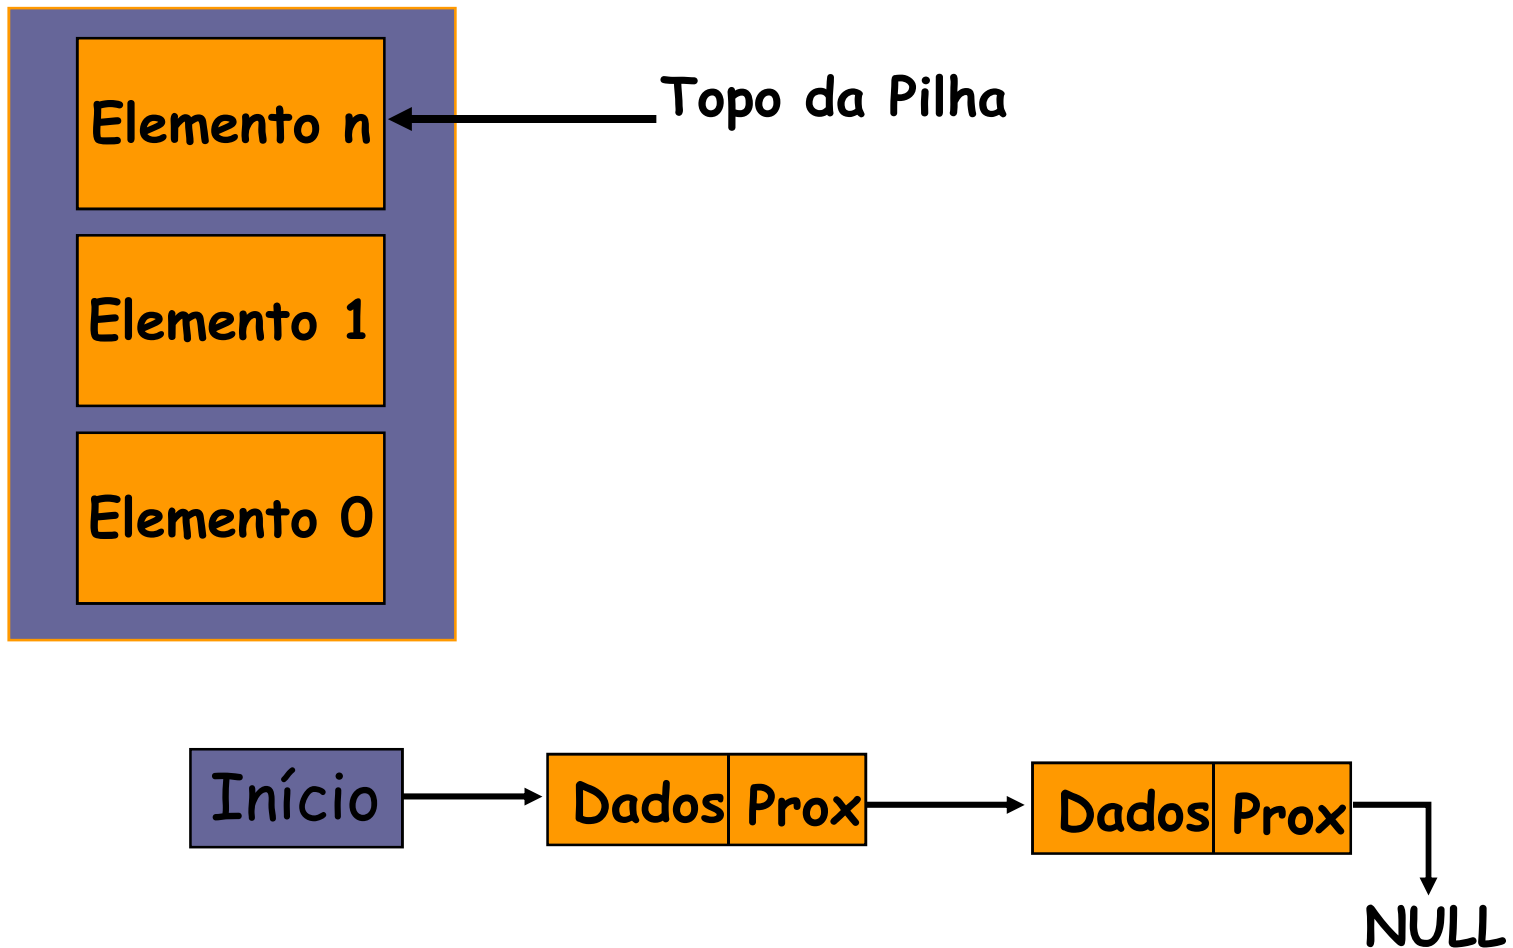 Elemento n
Topo da Pilha
Elemento 1
Elemento 0
Início
Dados Prox
Dados Prox
NULL